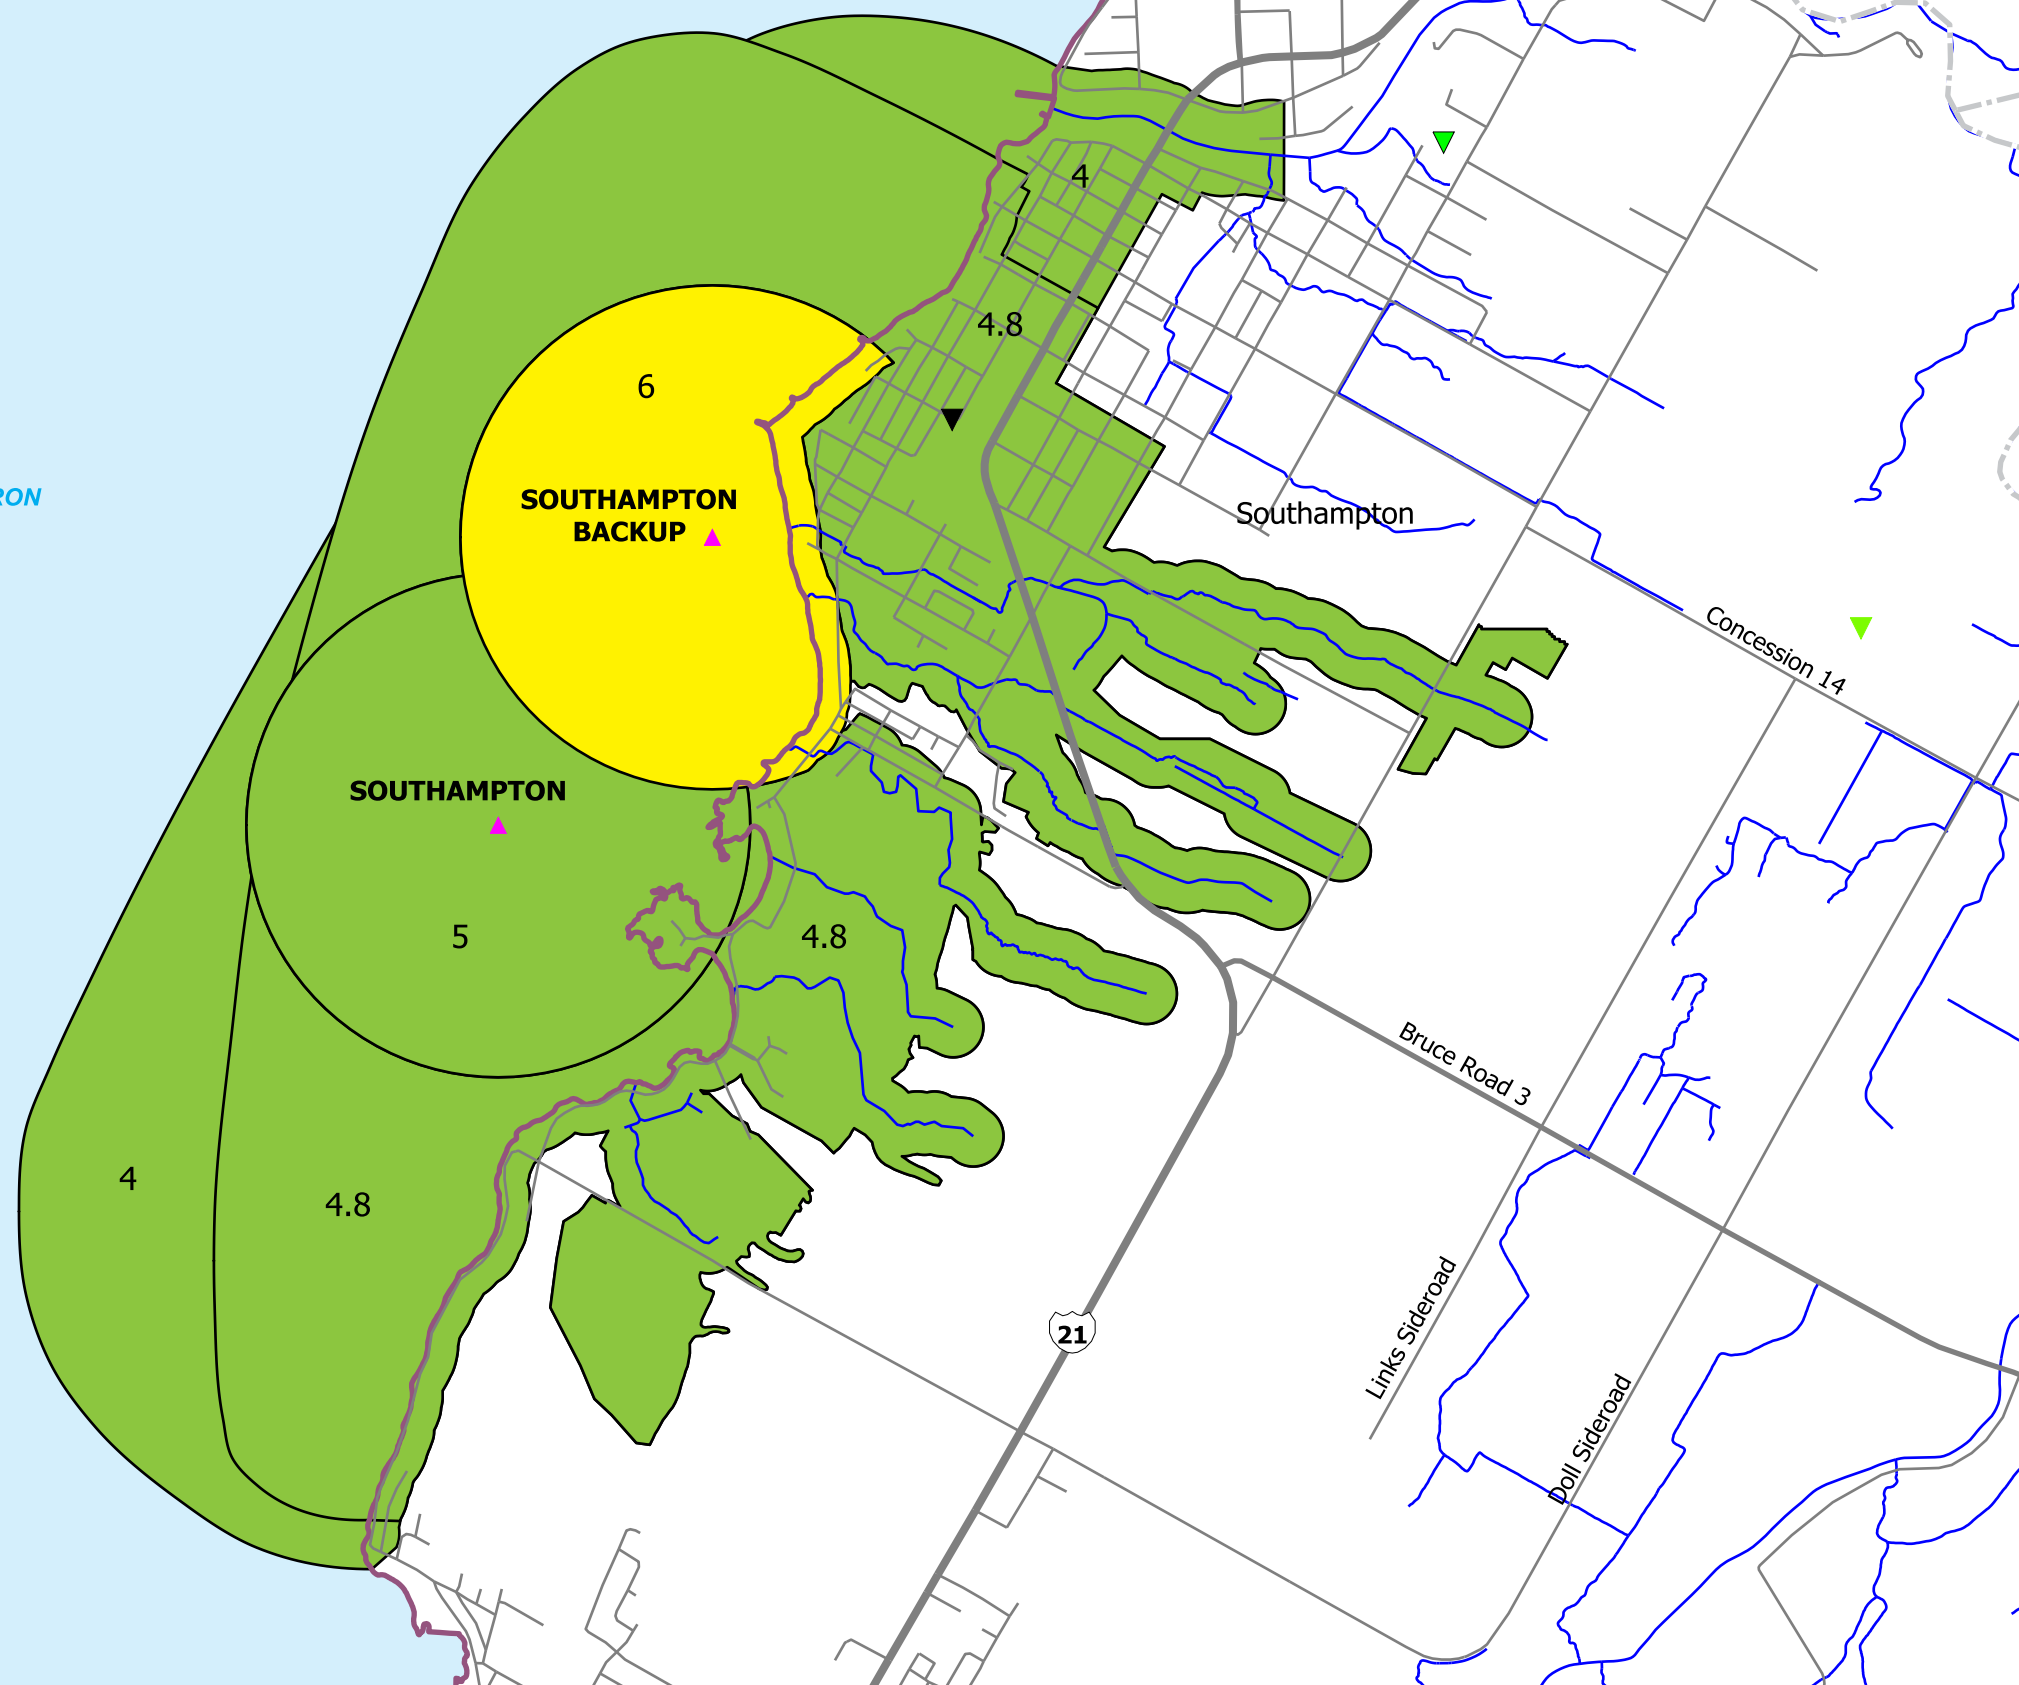 4
4.8
6
RON
SOUTHAMPTON
BACKUP
Southampton
Concession 14
SOUTHAMPTON
5
4.8
Bruce Road 3
4
4.8
Links Sideroad
21
Doll Sideroad